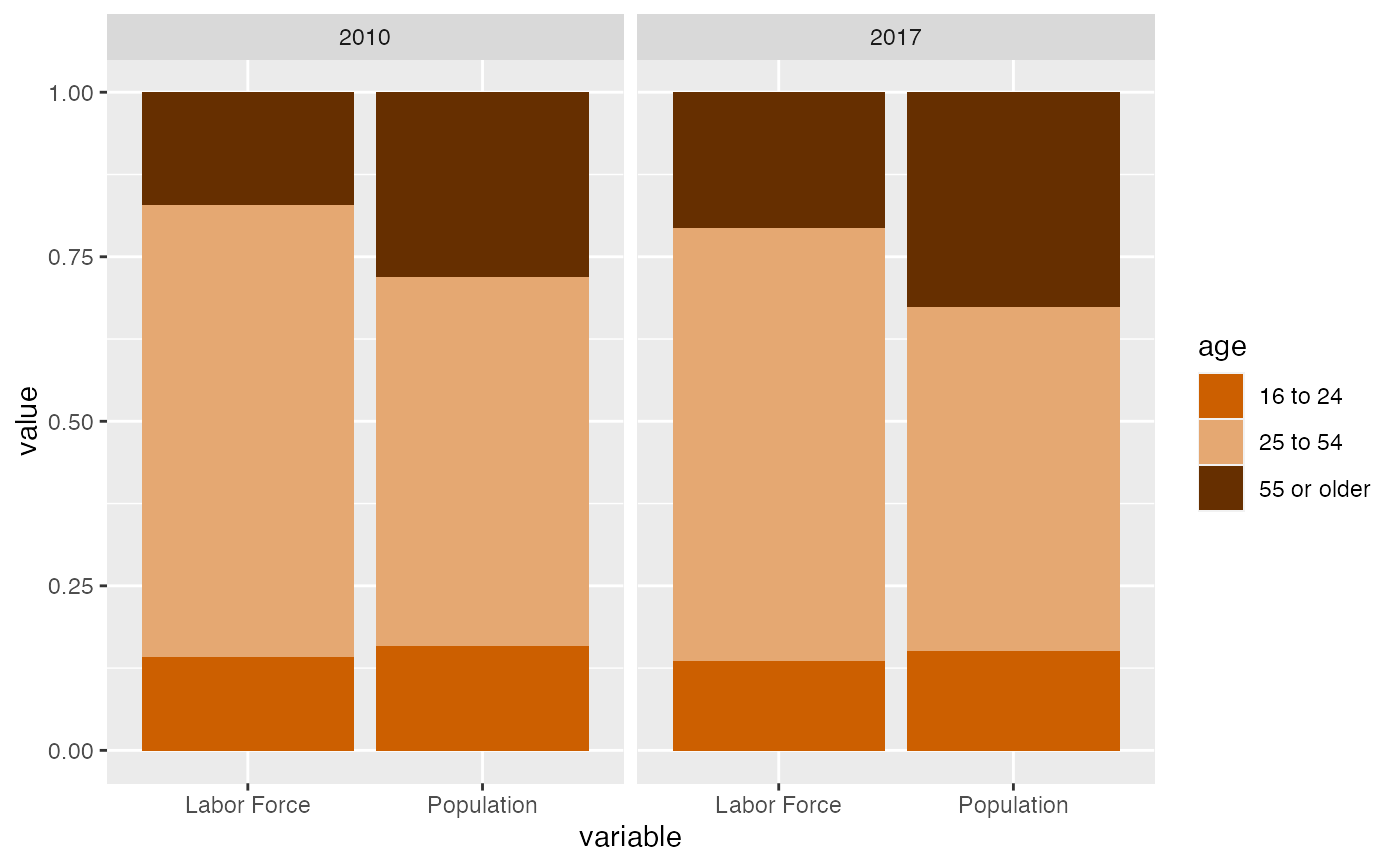 2010
2017
1.00
0.75
0.50
0.25
0.00
value
Labor Force
Population
Labor Force
Population
variable
age
16 to 24
25 to 54
55 or older